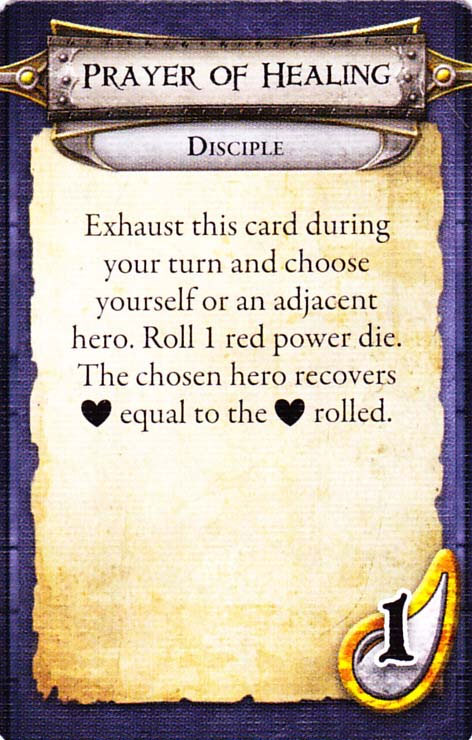 Prayer of Healing
Disciple
Exhaust this card during
your turn and choose
yourself or an adjacent
hero. Roll 1 red power die.
The chosen hero recovers
♥ equal to the ♥ rolled.
1